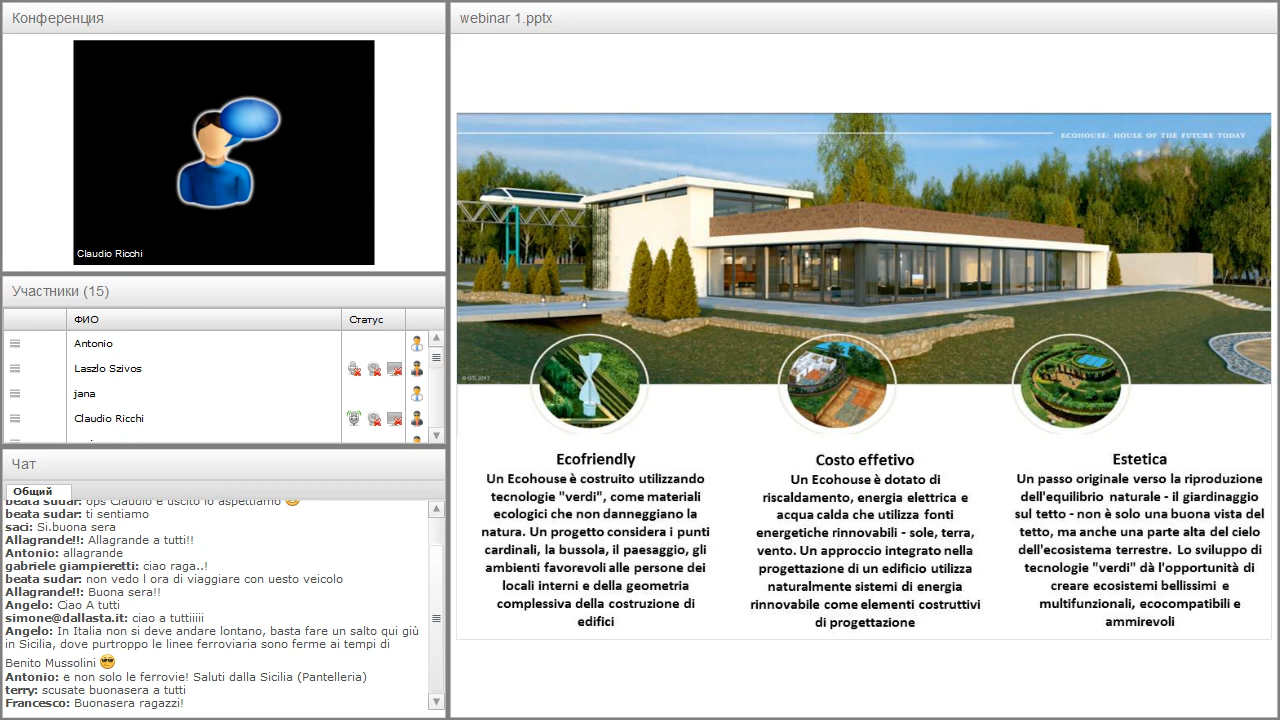 Конференция
Claudio Ricchi
Участники (15)
ФИО
Статус
Antonio
Laszlo Szivos
jana
Claudio Ricchi
Чат
Общий
beata sudar: ops Claudio e uscito lo aspettiamo
beata sudar: ti sentiamo
saci: Si.buona sera
Allagrande!!: Allagrande a tutti!!
Antonio: allagrande
gabriele giampieretti: ciao raga..!
beata sudar: non vedo l ora di viaggiare con uesto veicolo
Allagrande!!: Buona sera!!
Angelo: Ciao A tutti
simone@dallasta.it: ciao a tuttiiiii
Angelo: In Italia non si deve andare lontano, basta fare un salto qui giù
in Sicilia, dove purtroppo le linee ferroviaria sono ferme ai tempi di
Benito Mussolini
Antonio: e non solo le ferrovie! Saluti dalla Sicilia (Pantelleria)
terry: scusate buonasera a tutti
Francesco: Buonasera ragazzi!
webinar 1.pptx
ECOHOUSE: HOUSE OF THE FUTURE TODAY
Ecofriendly
Un Ecohouse è costruito utilizzando
tecnologie "verdi", come materiali
ecologici che non danneggiano la
natura. Un progetto considera i punti
cardinali, la bussola, il paesaggio, gli
ambienti favorevoli alle persone dei
locali interni e della geometria
complessiva della costruzione di
edifici
Costo effetivo
Un Ecohouse è dotato di
riscaldamento, energia elettrica e
acqua calda che utilizza fonti
energetiche rinnovabili - sole, terra,
vento. Un approccio integrato nella
progettazione di un edificio utilizza
naturalmente sistemi di energia
rinnovabile come elementi costruttivi
di progettazione
Estetica
Un passo originale verso la riproduzione
dell'equilibrio naturale - il giardinaggio
sul tetto - non è solo una buona vista del
tetto, ma anche una parte alta del cielo
dell'ecosistema terrestre. Lo sviluppo di
tecnologie "verdi" dà l'opportunità di
creare ecosistemi bellissimi e
multifunzionali, ecocompatibili e
ammirevoli